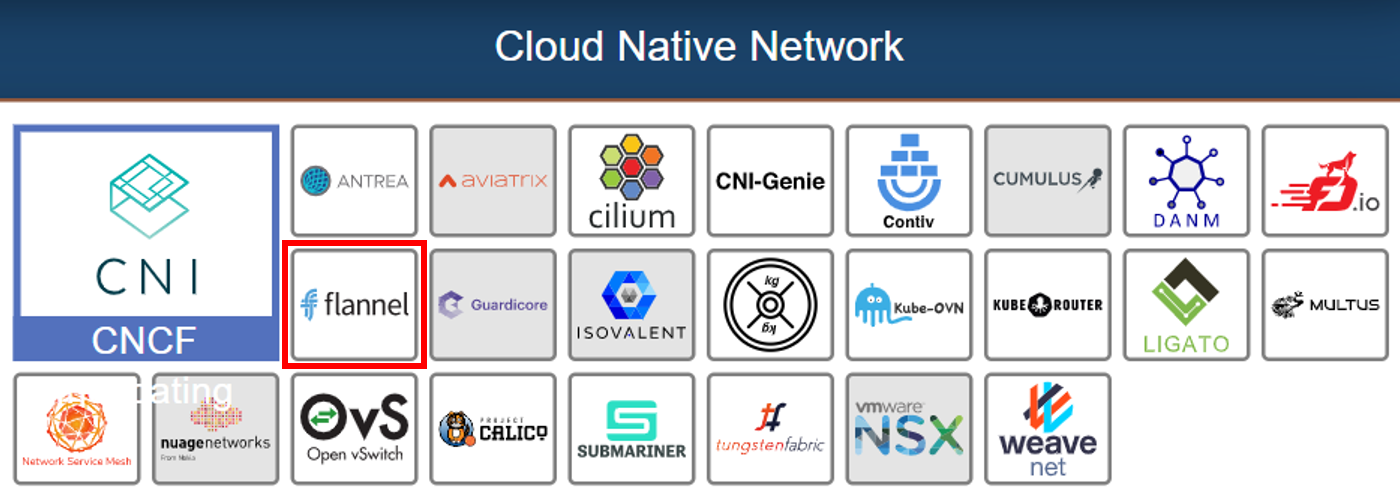 Cloud Native Network
CNI
CNCF
ANTREA
AVIATRIX
cilium
CNI-Genie
Contiv
CUMULUS
DANM
FD.io
flannel
Guardicore
ISOVALENT
kg
kg
Kube-OVN
KUBE ROUTER
LIGATO
MULTUS
Network Service Mesh
nuagenetworks
From Nokia
OvS
Open vSwitch
PROJECT
CALICO
SUBMARINER
tf
tungstenfabric
vmware
NSX
weave
net